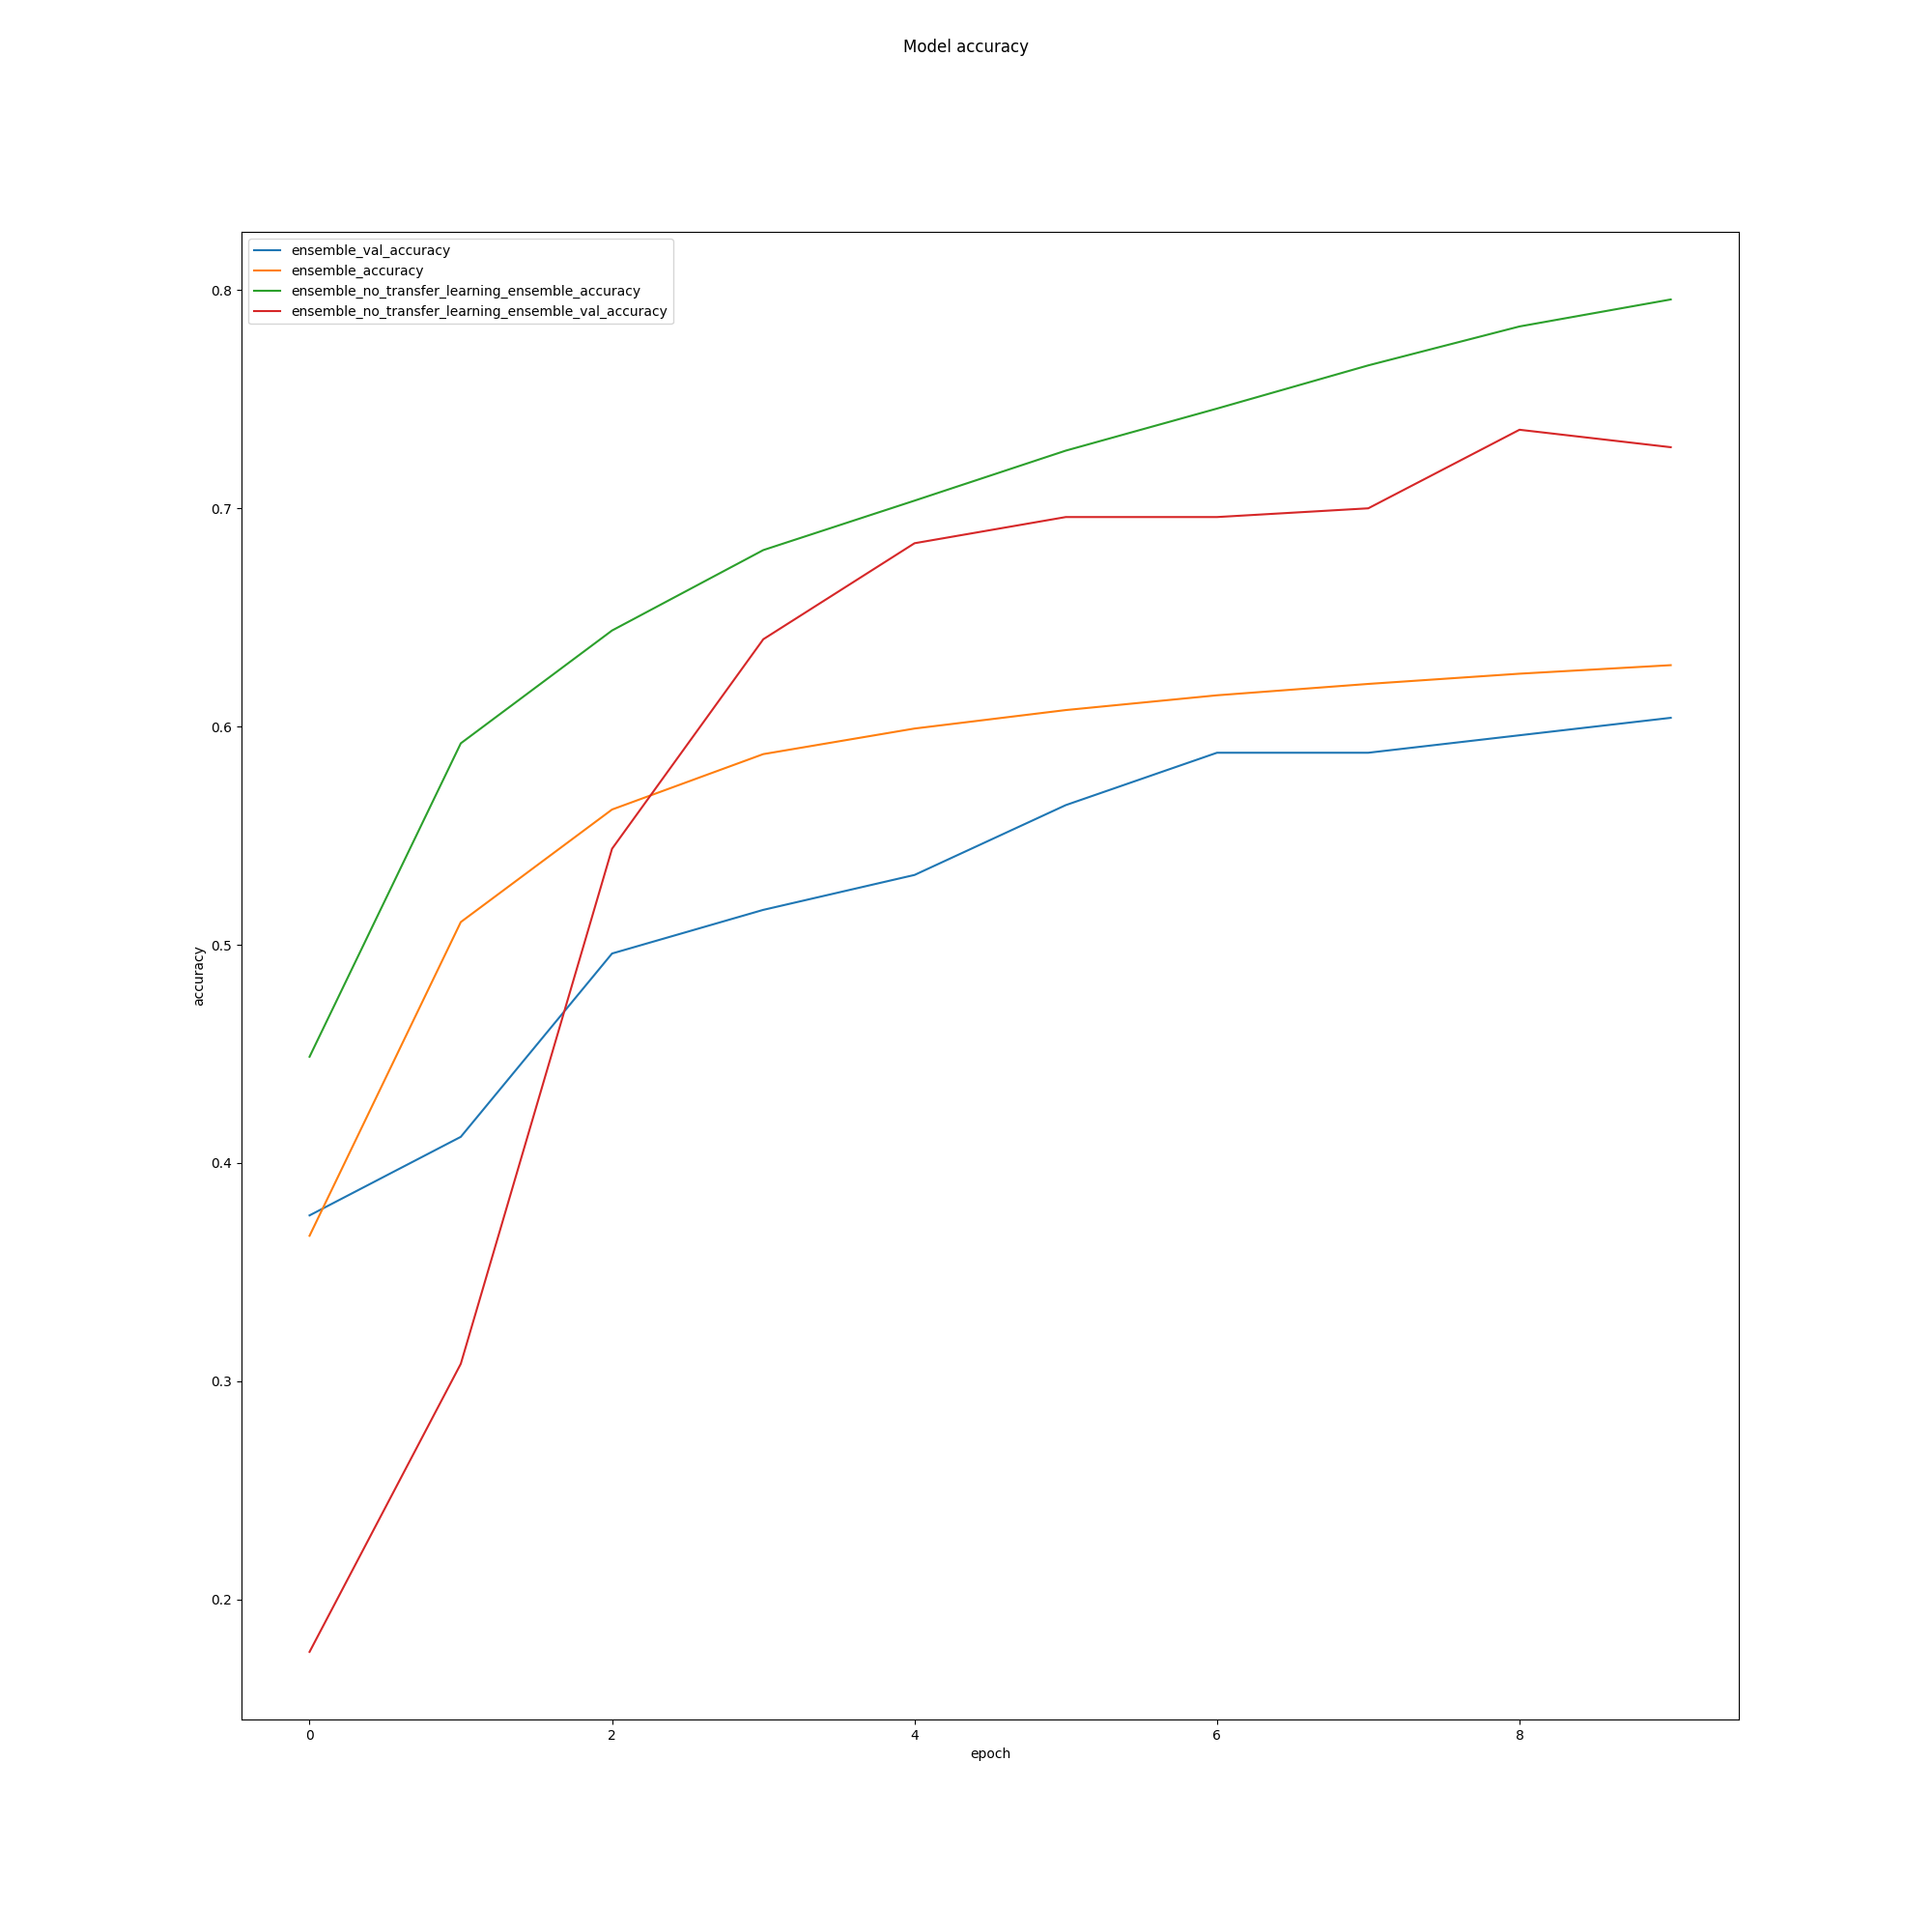 Model accuracy
ensemble_val_accuracy
ensemble_accuracy
ensemble_no_transfer_learning_ensemble_accuracy
ensemble_no_transfer_learning_ensemble_val_accuracy
0.8
0.7
0.6
0.5
0.4
0.3
0.2
accuracy
0 2 4 6 8
epoch